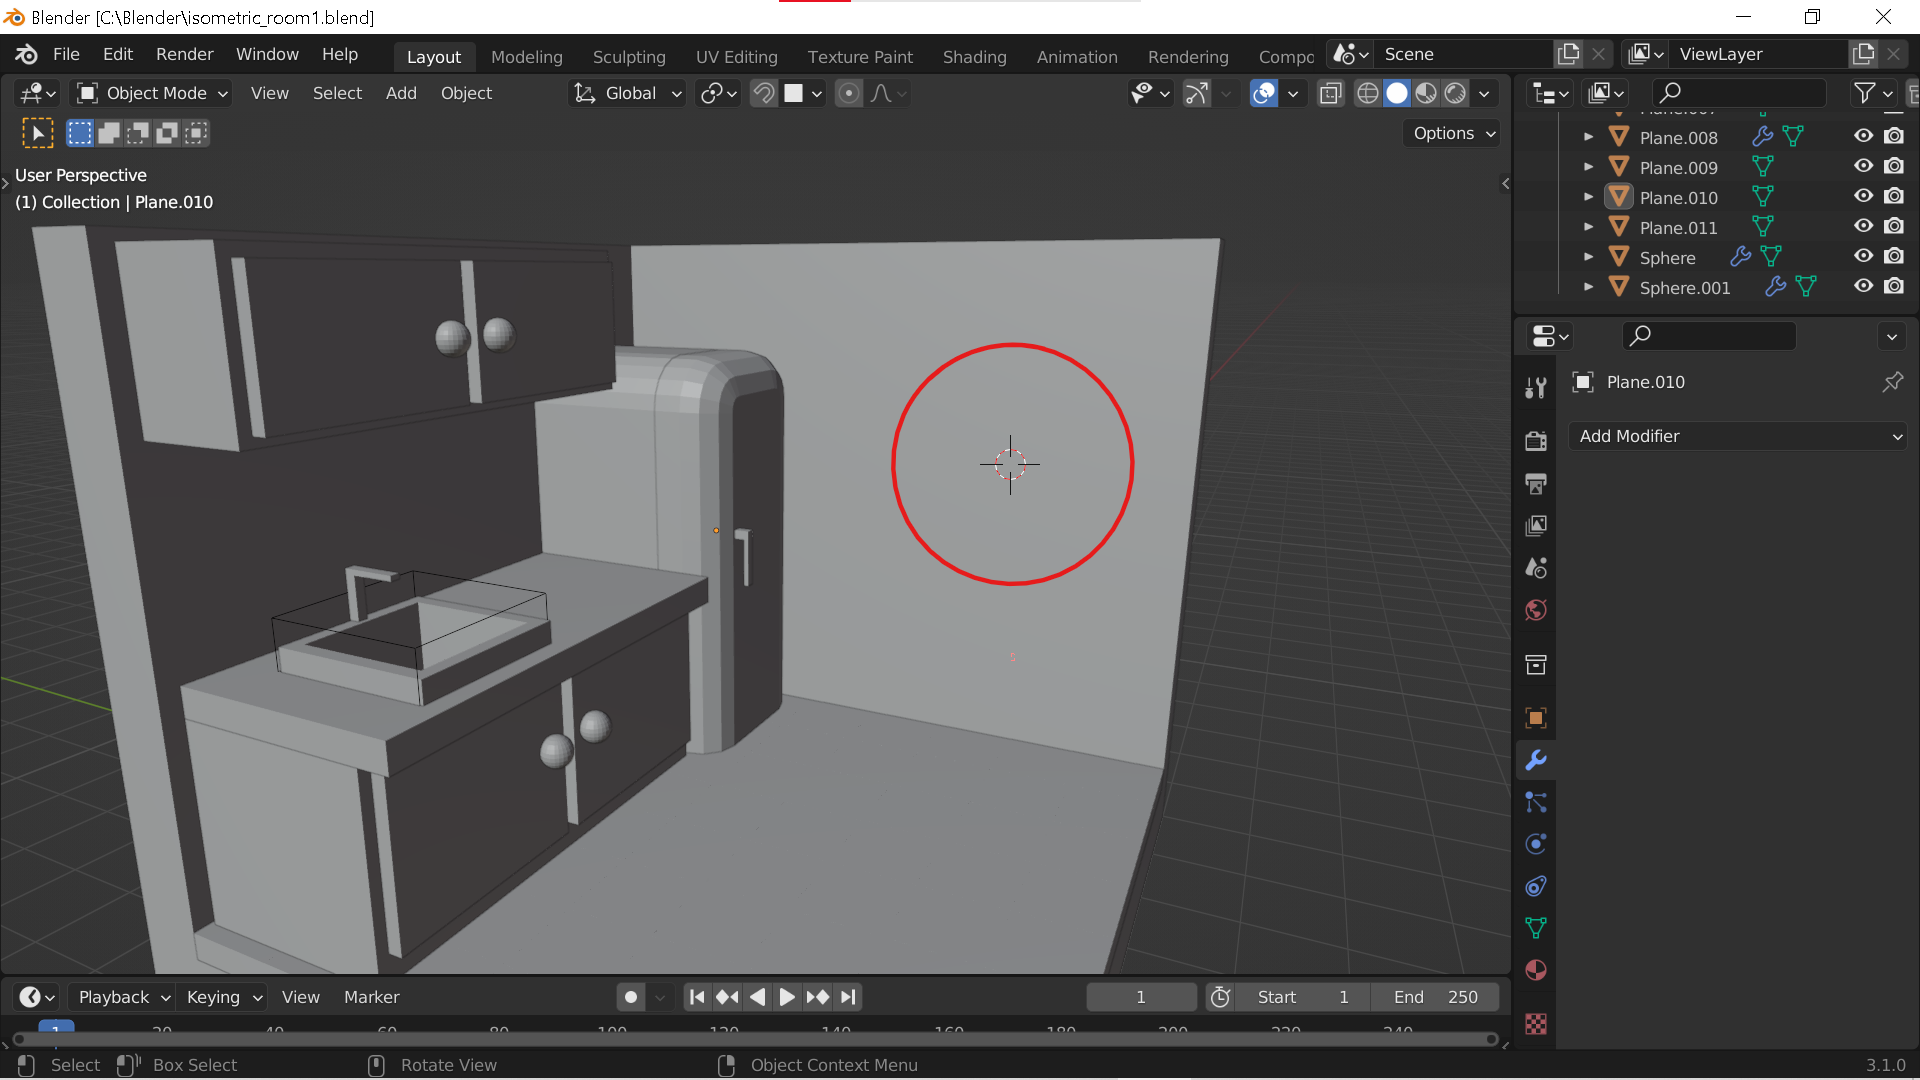 Blender [C:\Blender\isometric_room1.blend]
File Edit Render Window Help
Layout Modeling Sculpting UV Editing Texture Paint Shading Animation Rendering Compo
Scene
ViewLayer
Object Mode View Select Add Object
Global
Options
User Perspective
(1) Collection | Plane.010
Plane.008
Plane.009
Plane.010
Plane.011
Sphere
Sphere.001
Plane.010
Add Modifier
Playback Keying View Marker
1
Start 1
End 250
1 20 40 60 80 100 120 140 160 180 200 220 240
Select Box Select Rotate View Object Context Menu
3.1.0